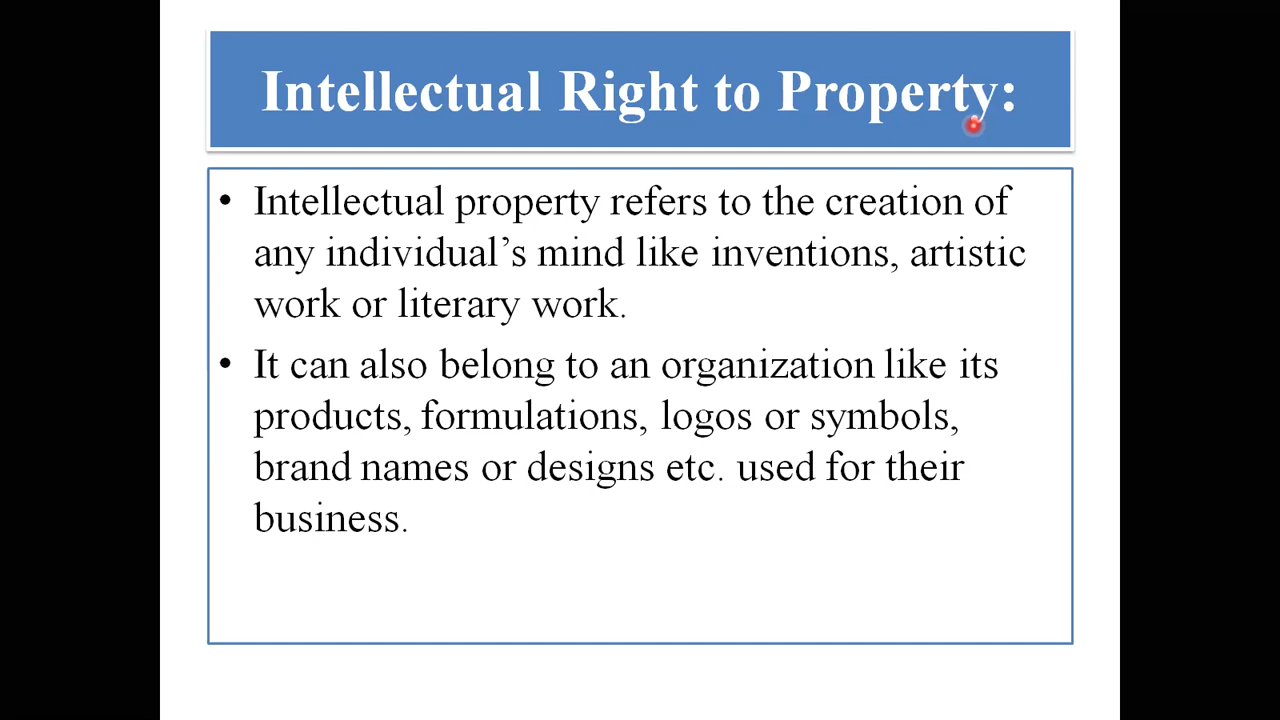 Intellectual Right to Property:
• Intellectual property refers to the creation of
any individual’s mind like inventions, artistic
work or literary work.
• It can also belong to an organization like its
products, formulations, logos or symbols,
brand names or designs etc. used for their
business.